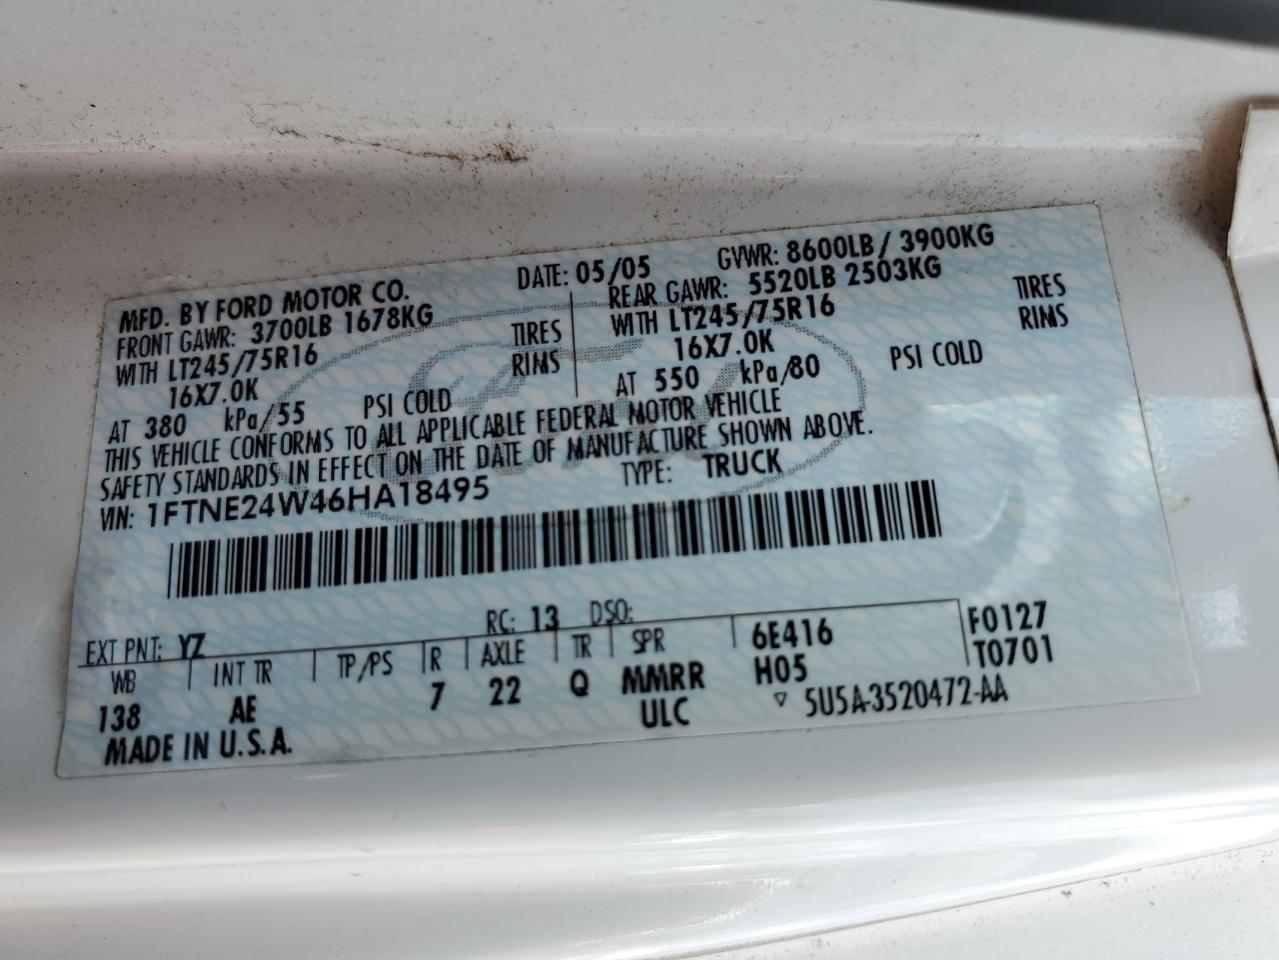 MFD. BY FORD MOTOR CO.
DATE: 05/05
GVWR: 8600LB / 3900KG
FRONT GAWR: 3700LB 1678KG
WITH LT245/75R16 TIRES
16X7.0K RIMS
AT 380 kPa/55 PSI COLD
REAR GAWR: 5520LB 2503KG
WITH LT245/75R16 TIRES
16X7.0K RIMS
AT 550 kPa/80 PSI COLD
THIS VEHICLE CONFORMS TO ALL APPLICABLE FEDERAL MOTOR VEHICLE
SAFETY STANDARDS IN EFFECT ON THE DATE OF MANUFACTURE SHOWN ABOVE.
VIN: 1FTNE24W46HA18495
TYPE: TRUCK
EXT PNT: YZ RC: 13 DSO:
WB INT TR TP/PS R AXLE TR SPR
138 AE 7 22 Q MMRR
ULC
6E416
H05
F0127
T0701
▽ 5U5A-3520472-AA
MADE IN U.S.A.